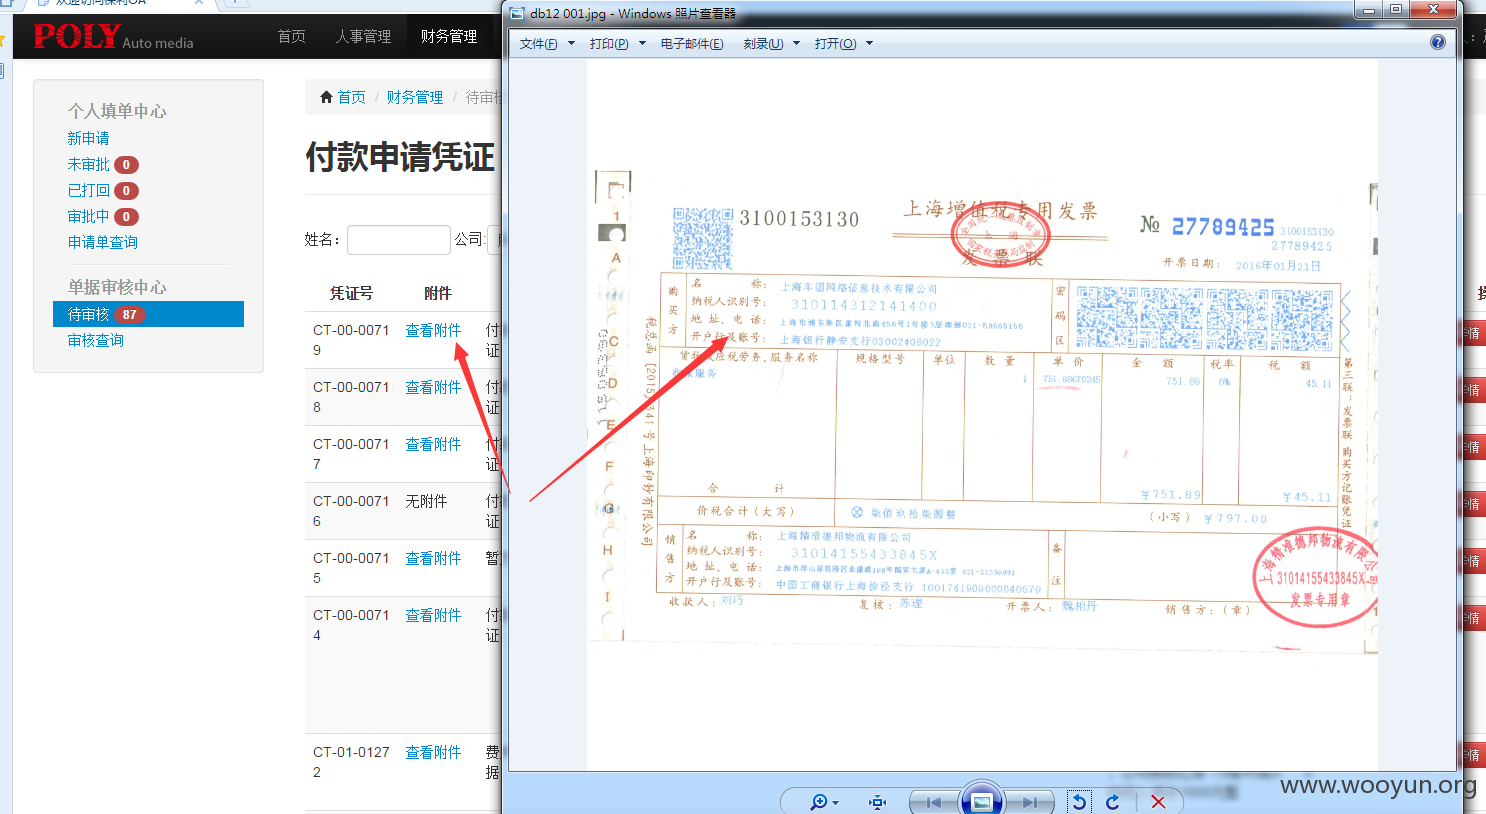 欢迎访问保利OA
db12 001.jpg - Windows 照片查看器
POLY Auto media
首页 人事管理 财务管理
文件(F) 打印(P) 电子邮件(E) 刻录(U) 打开(O)
个人填单中心
新申请
未审批 0
已打回 0
审批中 0
申请单查询
单据审核中心
待审核 87
审核查询
首页 / 财务管理 / 待审核
付款申请凭证
姓名:
公司:
凭证号 附件
CT-00-0071
9
查看附件
付
证
CT-00-0071
8
查看附件
付
证
CT-00-0071
7
查看附件
付
证
CT-00-0071
6
无附件
付
证
CT-00-0071
5
查看附件
暂
CT-00-0071
4
查看附件
付
证
CT-01-0127
2
查看附件
费
据
3100153130
上海增值税专用发票
发票联
№ 27789425
3100153130
27789425
开票日期: 2016年01月21日
购买方
名 称: 上海车团网络信息技术有限公司
纳税人识别号: 310114312141400
地 址、电 话:
开户行及账号: 上海银行静安支行03002408022
密码区
货物或应税劳务、服务名称 规格型号 单位 数 量 单 价 金 额 税率 税 额
服务 1 751.88679245 751.89 6% 45.11
合 计 ¥751.89 ¥45.11
价税合计(大写) ⊗ 柒佰玖拾柒圆整 (小写) ¥797.00
销售方
名 称: 上海精准德邦物流有限公司
纳税人识别号: 31014155433845X
地 址、电 话:
开户行及账号: 中国工商银行上海徐泾支行 1001741909000040679
备注
收款人: 刘巧 复核: 苏理 开票人: 魏相丹 销售方:(章)
第三联:发票联 购买方记账凭证
上海精准德邦物流有限公司
31014155433845X
发票专用章
1
A
C
D
E
F
G
H
I
www.wooyun.org